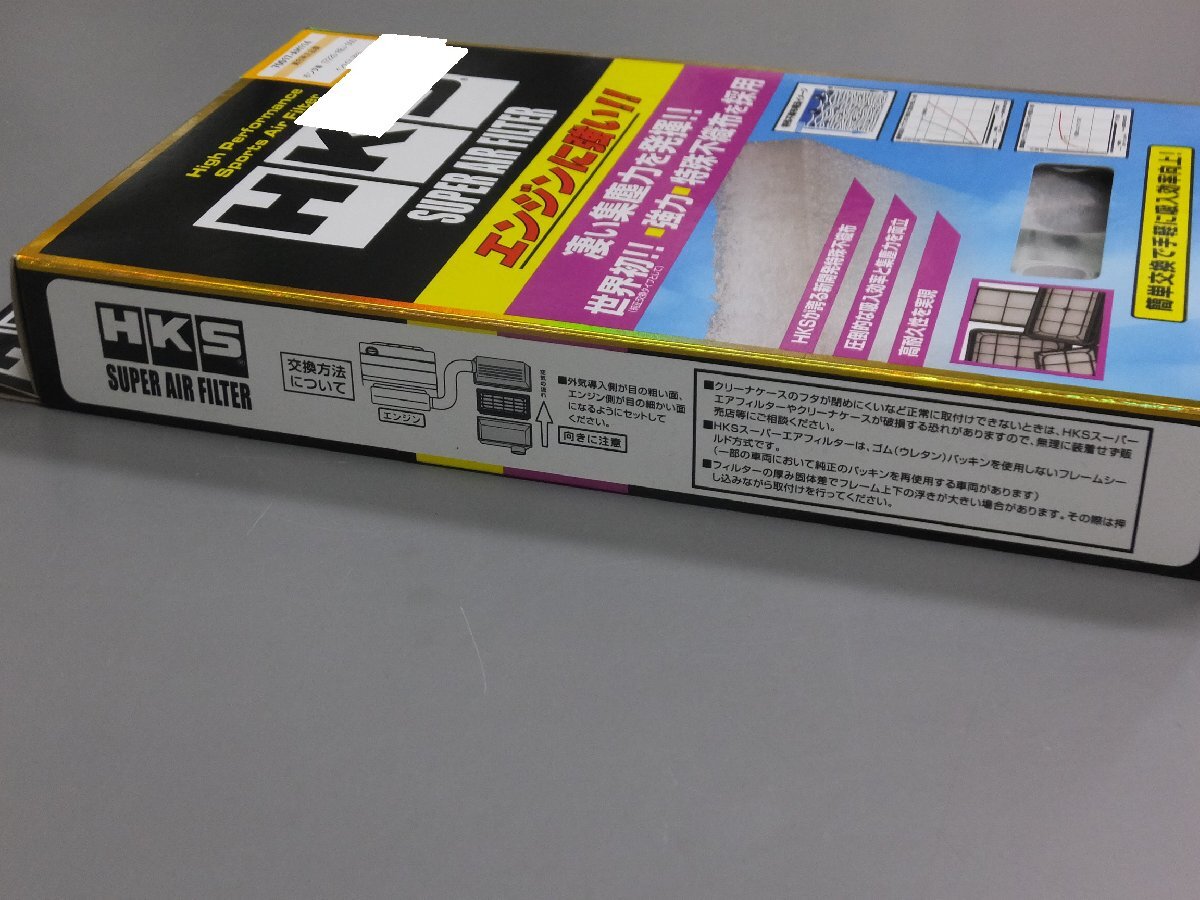 High Performance
Sports Air Filter
SUPER AIR FILTER
エンジンに強い!!
凄い集塵力を発揮!!
世界初!! ■強力■特殊不織布を採用
HKSが誇る新開発特殊不織布
圧倒的な吸入効率と集塵力を両立
高耐久性を実現
簡単交換で手軽に吸入効率向上!
HKS
SUPER AIR FILTER
交換方法
について
エンジン
空気の流れ
■外気導入側が目の粗い面、
エンジン側が目の細かい面
になるようにセットして
ください。
向きに注意
■クリーナケースのフタが閉めにくいなど正常に取付けできないときは、HKSスーパー
エアフィルターやクリーナケースが破損する恐れがありますので、無理に装着せず販
売店等にご相談ください。
■HKSスーパーエアフィルターは、ゴム(ウレタン)パッキンを使用しないフレームシー
ルド方式です。
(一部の車両において純正のパッキンを再使用する車両があります)
■フィルターの厚み固体差でフレーム上下の浮きが大きい場合があります。その際は押
し込みながら取付けを行ってください。